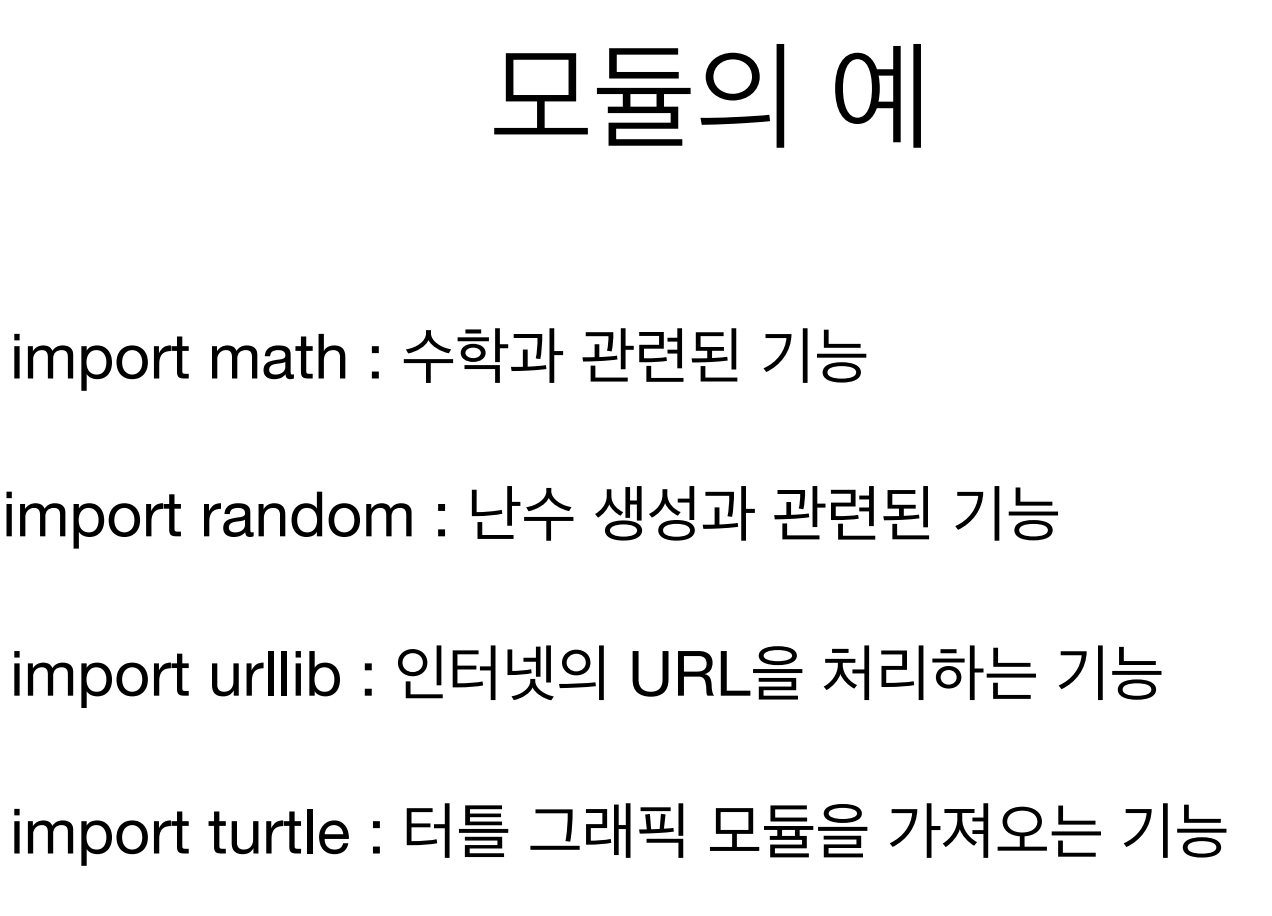 모듈의 예
import math : 수학과 관련된 기능
import random : 난수 생성과 관련된 기능
import urllib : 인터넷의 URL을 처리하는 기능
import turtle : 터틀 그래픽 모듈을 가져오는 기능